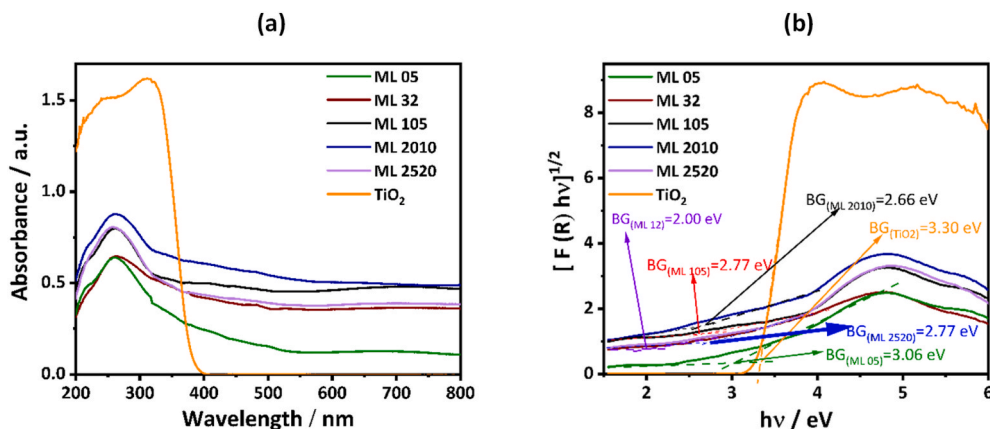 (a)
1.5
1.0
0.5
0.0
200 300 400 500 600 700 800
Absorbance / a.u.
Wavelength / nm
ML 05
ML 32
ML 105
ML 2010
ML 2520
TiO₂
(b)
8
6
4
2
0
2 3 4 5 6
[ F (R) hν]^1/2
hν / eV
ML 05
ML 32
ML 105
ML 2010
ML 2520
TiO₂
BG(ML 2010)=2.66 eV
BG(ML 12)=2.00 eV
BG(TiO2)=3.30 eV
BG(ML 105)=2.77 eV
BG(ML 2520)=2.77 eV
BG(ML 05)=3.06 eV